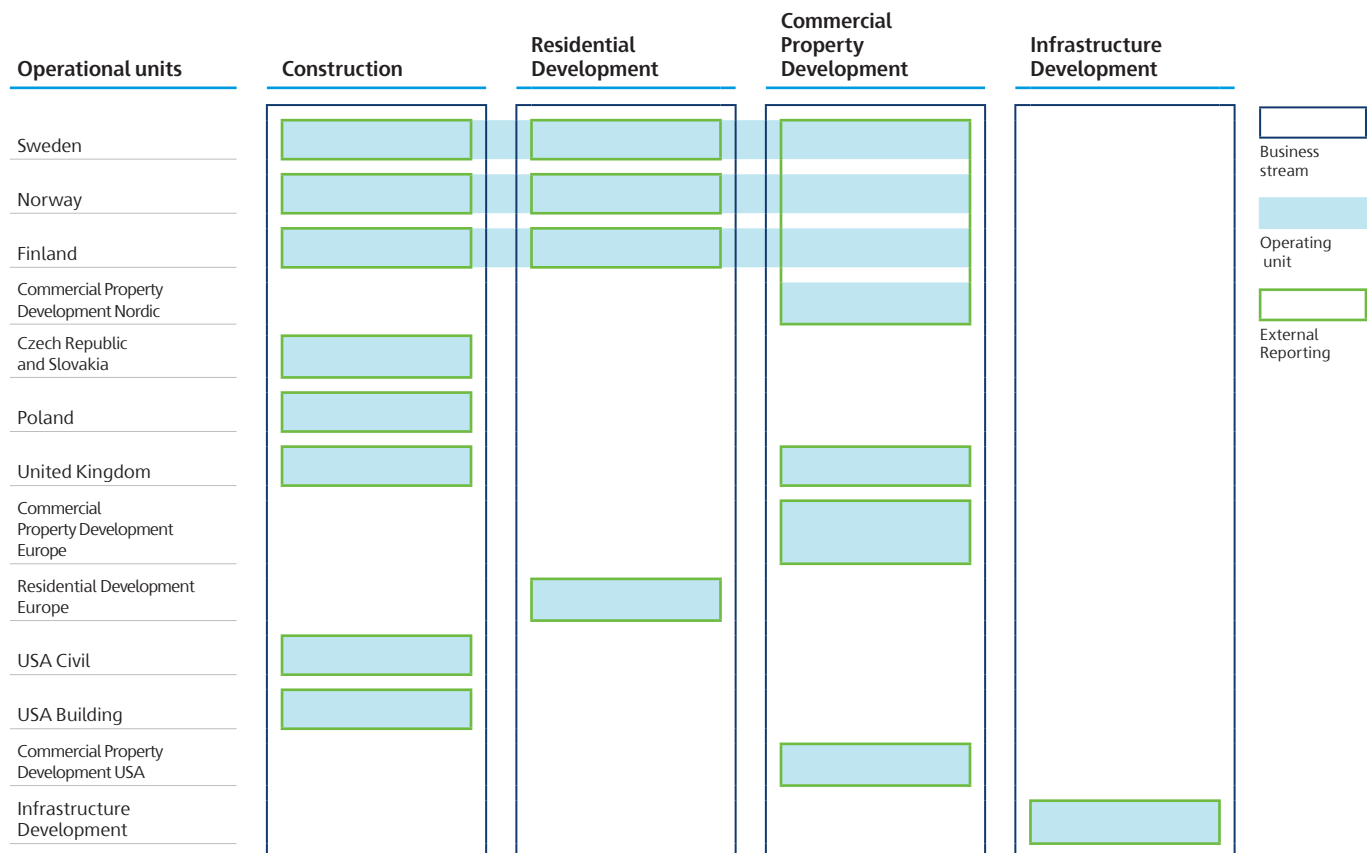 Operational units
Construction
Residential
Development
Commercial
Property
Development
Infrastructure
Development
Sweden
Norway
Finland
Commercial Property
Development Nordic
Czech Republic
and Slovakia
Poland
United Kingdom
Commercial
Property Development
Europe
Residential Development
Europe
USA Civil
USA Building
Commercial Property
Development USA
Infrastructure
Development
Business
stream
Operating
unit
External
Reporting